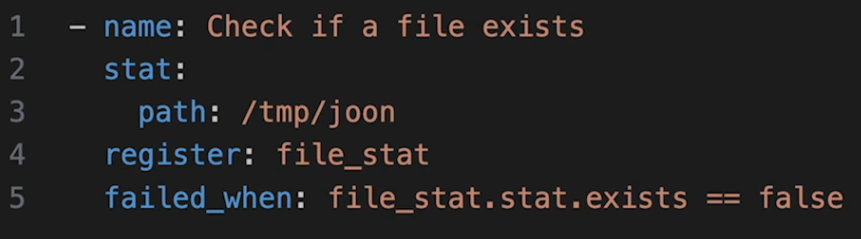 1 - name: Check if a file exists
2   stat:
3     path: /tmp/joon
4   register: file_stat
5   failed_when: file_stat.stat.exists == false